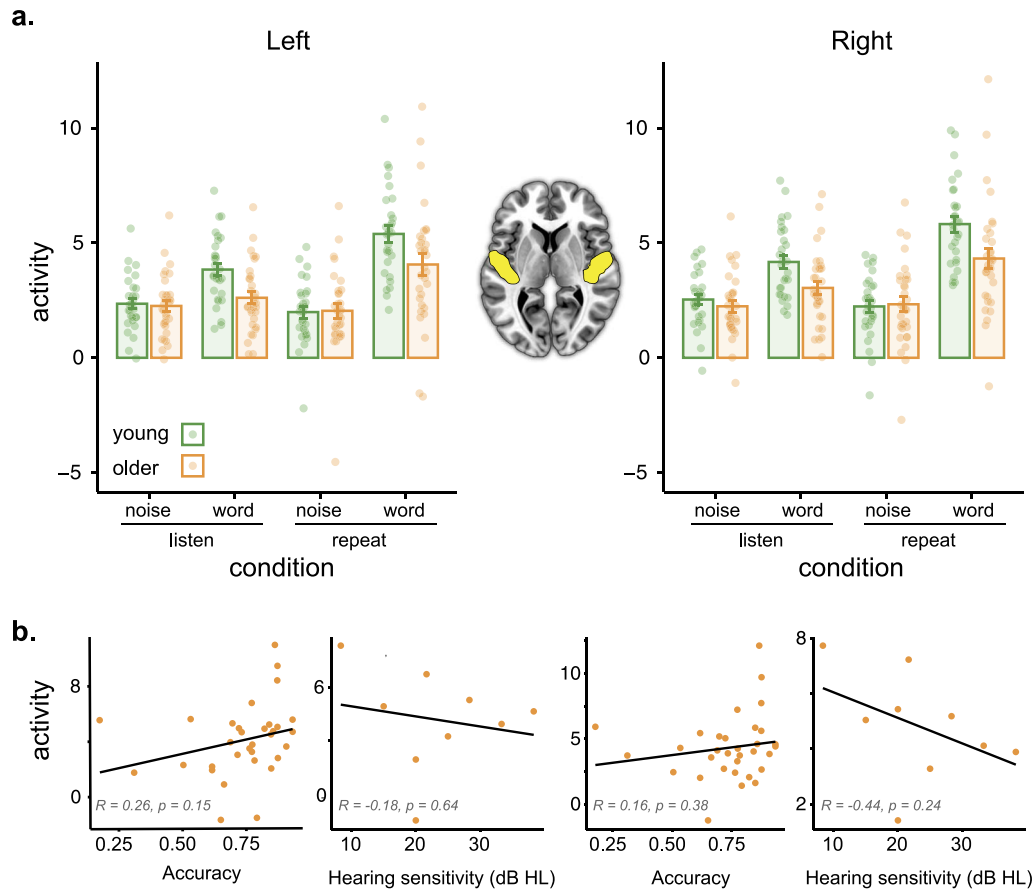 a.
Left
Right
activity
10
5
0
−5
young
older
noise word noise word
listen repeat
condition
10
5
0
−5
noise word noise word
listen repeat
condition
b.
activity
8
4
0
R = 0.26, p = 0.15
0.25 0.50 0.75
Accuracy
6
0
R = -0.18, p = 0.64
10 20 30
Hearing sensitivity (dB HL)
10
5
0
R = 0.16, p = 0.38
0.25 0.50 0.75
Accuracy
8
2
R = -0.44, p = 0.24
10 20 30
Hearing sensitivity (dB HL)